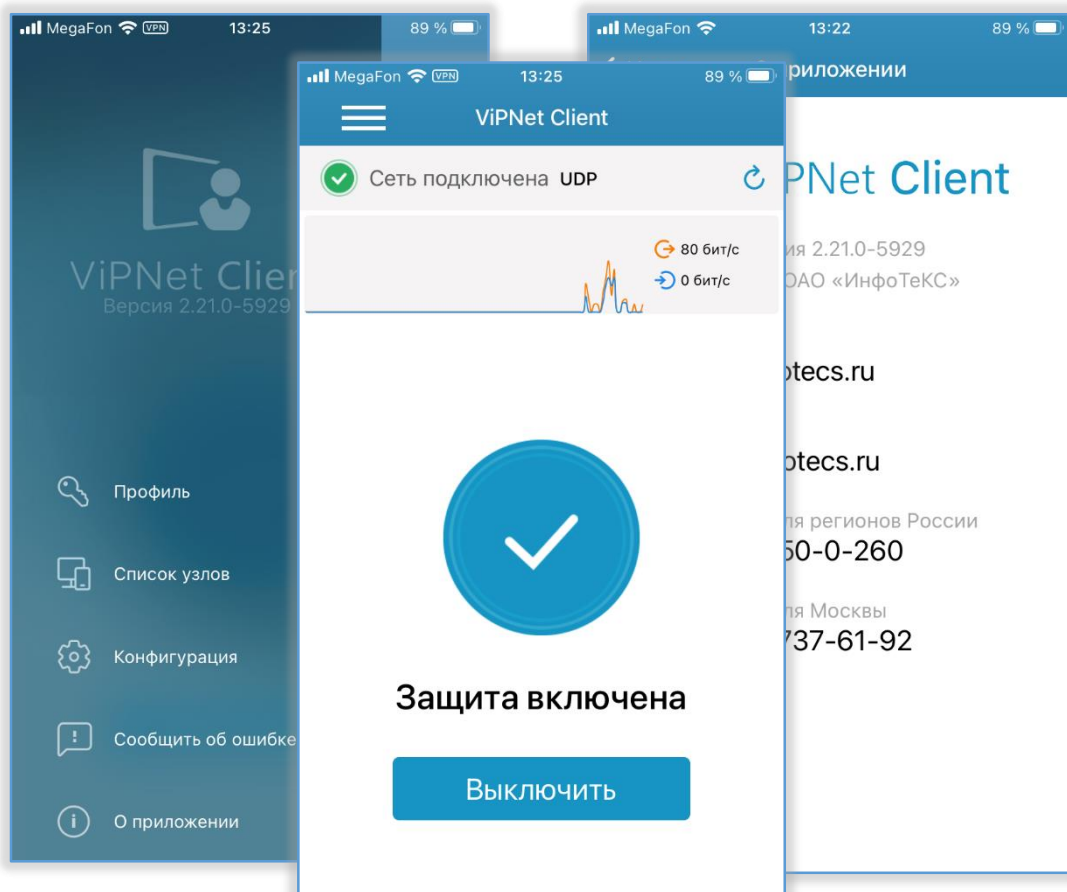 MegaFon VPN 13:25 89 %
ViPNet Clien
Версия 2.21.0-5929
Профиль
Список узлов
Конфигурация
Сообщить об ошибке
О приложении
MegaFon VPN 13:25 89 %
ViPNet Client
Сеть подключена UDP
80 бит/с
0 бит/с
Защита включена
Выключить
MegaFon 13:22 89 %
приложении
PNet Client
ия 2.21.0-5929
ОАО «ИнфоТеКС»
otecs.ru
otecs.ru
ля регионов России
50-0-260
ля Москвы
737-61-92